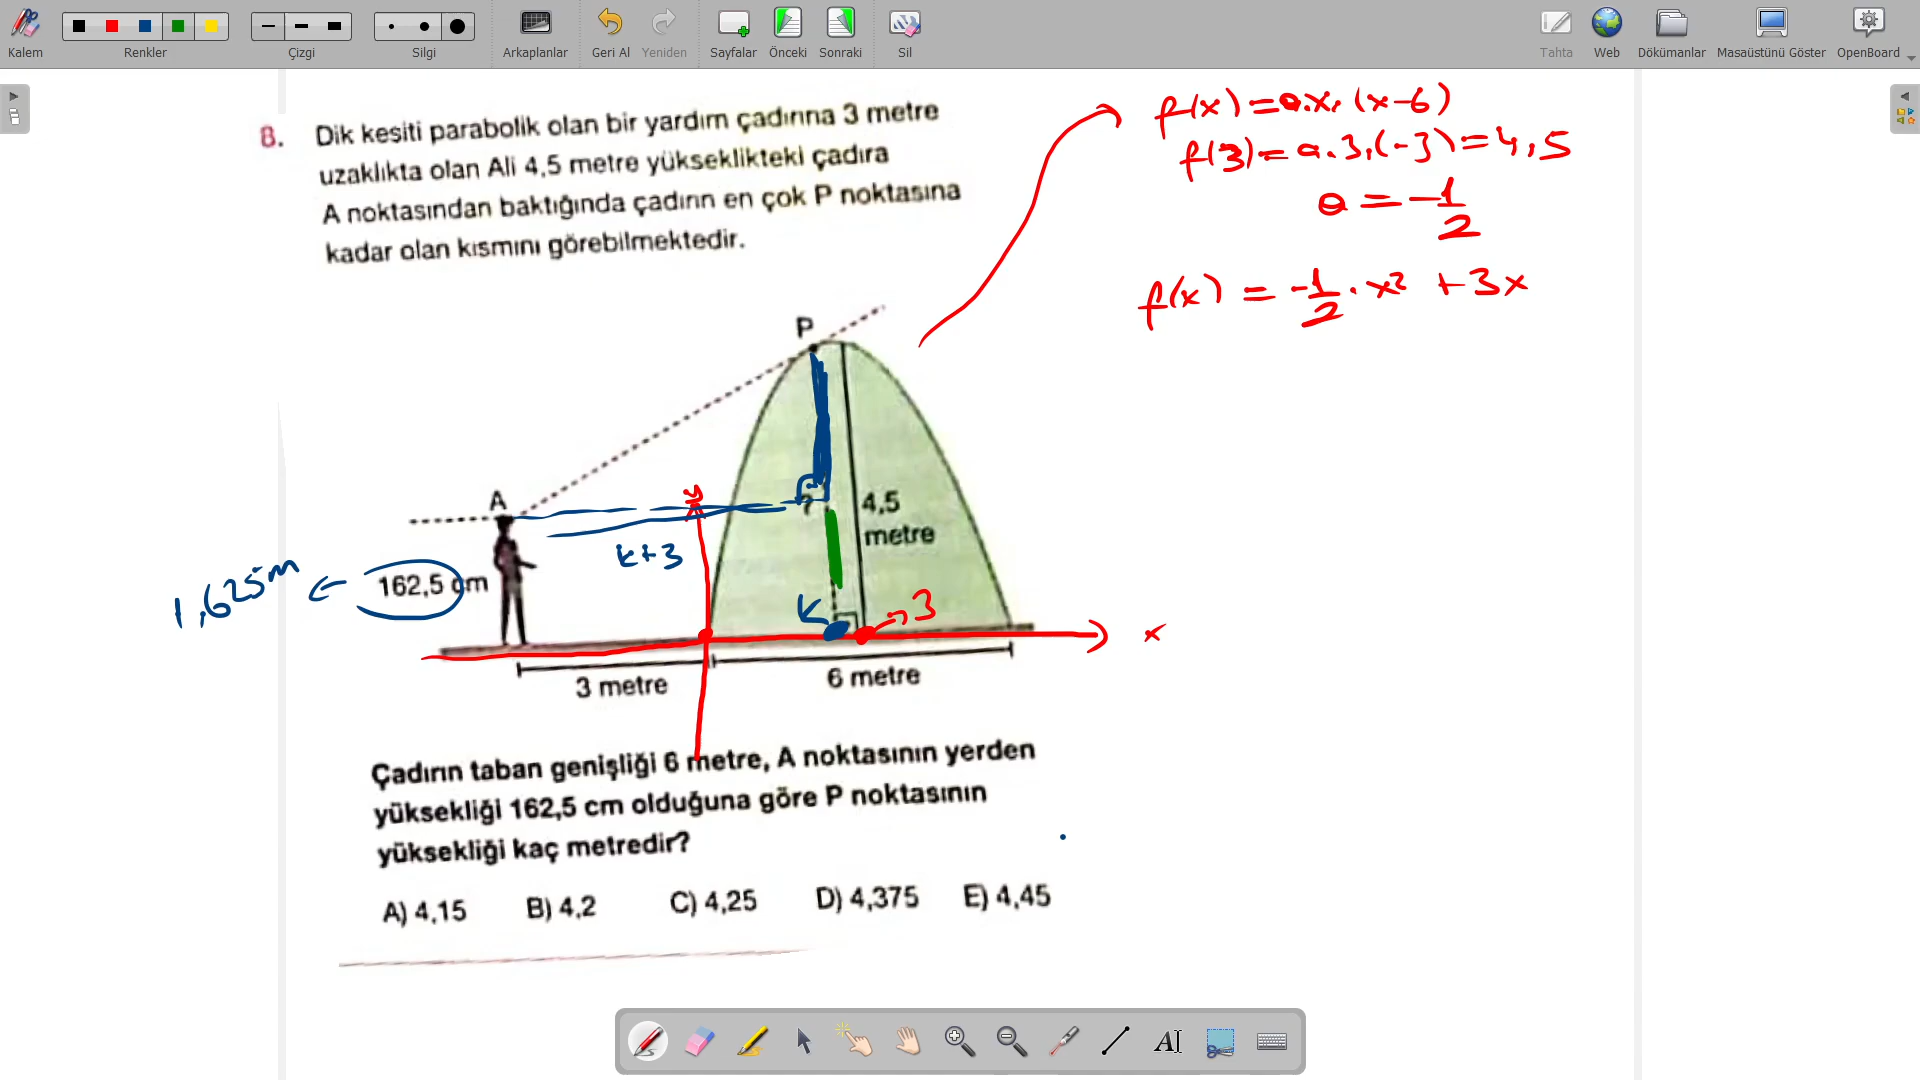 Kalem
Renkler
Çizgi
Silgi
Arkaplanlar
Geri Al
Yeniden
Sayfalar
Önceki
Sonraki
Sil
Tahta
Web
Dökümanlar
Masaüstünü Göster
OpenBoard
8. Dik kesiti parabolik olan bir yardım çadırına 3 metre
uzaklıkta olan Ali 4,5 metre yükseklikteki çadıra
A noktasından baktığında çadırın en çok P noktasına
kadar olan kısmını görebilmektedir.
f(x) = a.x.(x-6)
f(3) = a.3.(-3) = 4,5
a = -1/2
f(x) = -1/2 . x² + 3x
P
A
y
?
4,5
metre
k+3
1,625m ← 162,5 cm
k
3
x
3 metre
6 metre
Çadırın taban genişliği 6 metre, A noktasının yerden
yüksekliği 162,5 cm olduğuna göre P noktasının
yüksekliği kaç metredir?
A) 4,15 B) 4,2 C) 4,25 D) 4,375 E) 4,45